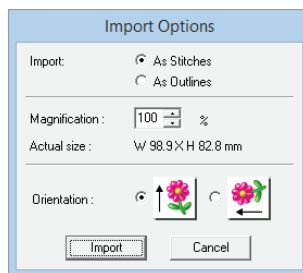 Import Options
Import: As Stitches
As Outlines
Magnification : 100 %
Actual size : W 98.9 X H 82.8 mm
Orientation :
Import Cancel